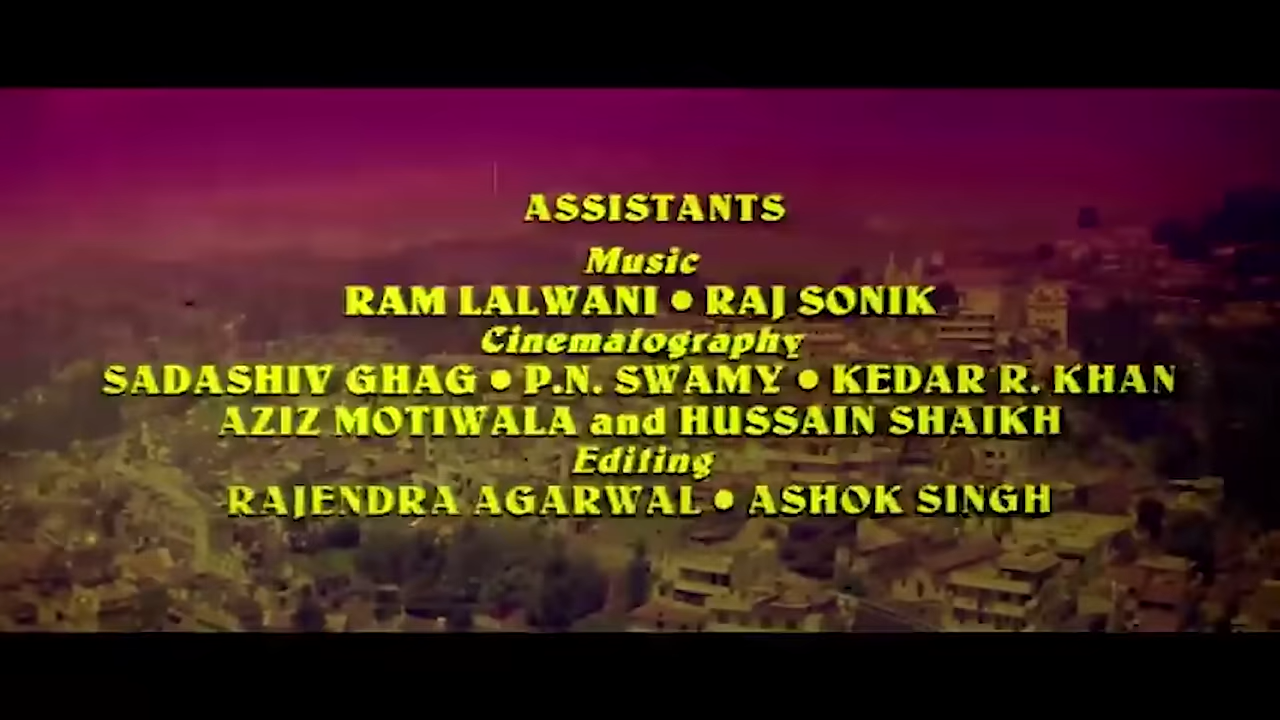 ASSISTANTS
Music
RAM LALWANI • RAJ SONIK
Cinematography
SADASHIV GHAG • P.N. SWAMY • KEDAR R. KHAN
AZIZ MOTIWALA and HUSSAIN SHAIKH
Editing
RAJENDRA AGARWAL • ASHOK SINGH